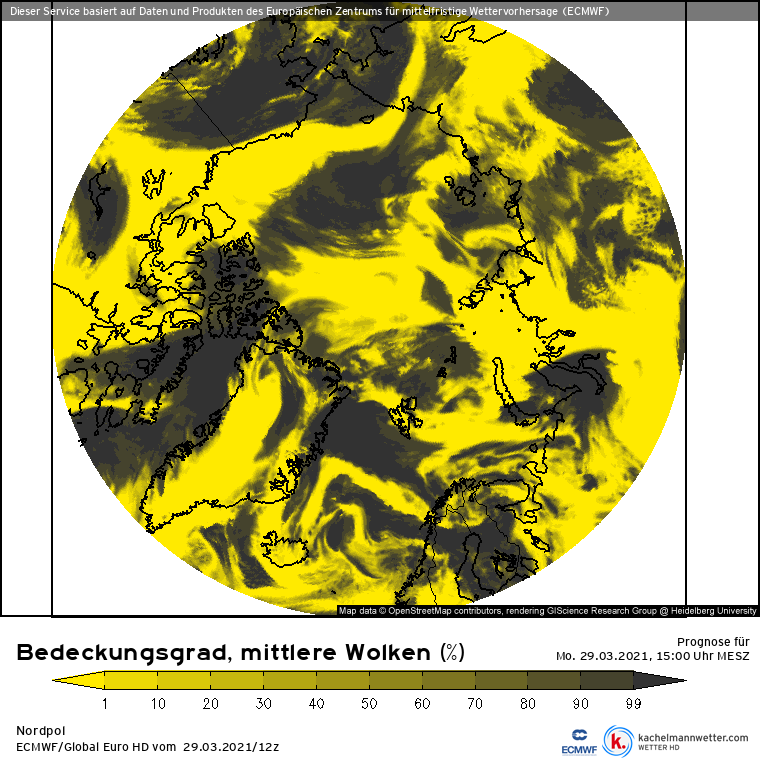 Dieser Service basiert auf Daten und Produkten des Europäischen Zentrums für mittelfristige Wettervorhersage (ECMWF)
Map data © OpenStreetMap contributors, rendering GIScience Research Group @ Heidelberg University
Bedeckungsgrad, mittlere Wolken (%)
Prognose für
Mo. 29.03.2021, 15:00 Uhr MESZ
1 10 20 30 40 50 60 70 80 90 99
Nordpol
ECMWF/Global Euro HD vom 29.03.2021/12z
ECMWF
k.
kachelmannwetter.com
WETTER HD